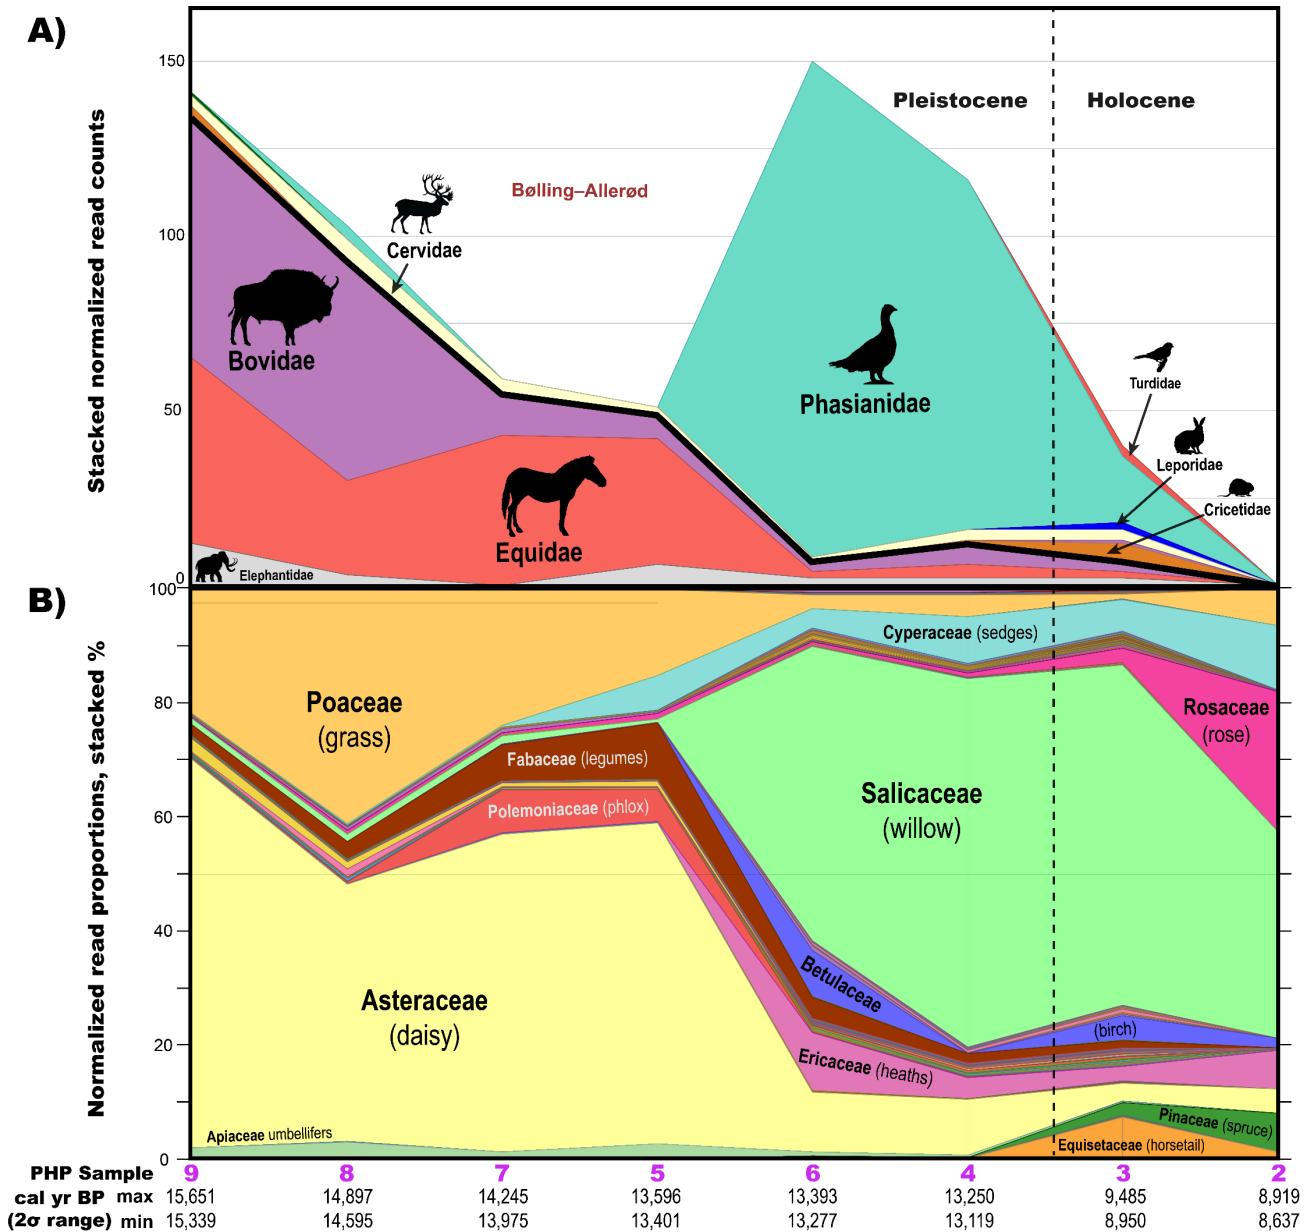 A)
150
Pleistocene
Holocene
Bølling–Allerød
Stacked normalized read counts
100
Cervidae
Bovidae
Turdidae
Phasianidae
50
Leporidae
Cricetidae
Equidae
Elephantidae
0
B)
100
Cyperaceae (sedges)
Poaceae
(grass)
80
Rosaceae
(rose)
Fabaceae (legumes)
Salicaceae
(willow)
Polemoniaceae (phlox)
60
Normalized read proportions, stacked %
40
Betulaceae
Asteraceae
(daisy)
(birch)
20
Ericaceae (heaths)
Pinaceae (spruce)
Apiaceae umbellifers
Equisetaceae (horsetail)
0
PHP Sample 9 8 7 5 6 4 3 2
cal yr BP max 15,651 14,897 14,245 13,596 13,393 13,250 9,485 8,919
(2σ range) min 15,339 14,595 13,975 13,401 13,277 13,119 8,950 8,637